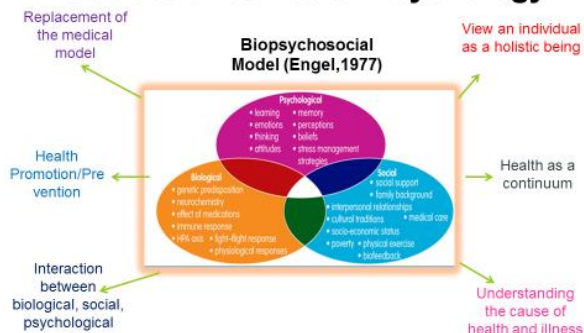 Replacement of
the medical
model
Biopsychosocial
Model (Engel,1977)
View an individual
as a holistic being
Psychological
• learning • memory
• emotions • perceptions
• thinking • beliefs
• attitudes • stress management
strategies
Health
Promotion/Pre
vention
Biological
• genetic predisposition
• neurochemistry
• effect of medications
• immune response
• HPA axis • fight-flight response
• physiological responses
Social
• social support
• family background
• interpersonal relationships
• cultural traditions • medical care
• socio-economic status
• poverty • physical exercise
• biofeedback
Health as a
continuum
Interaction
between
biological, social,
psychological
Understanding
the cause of
health and illness